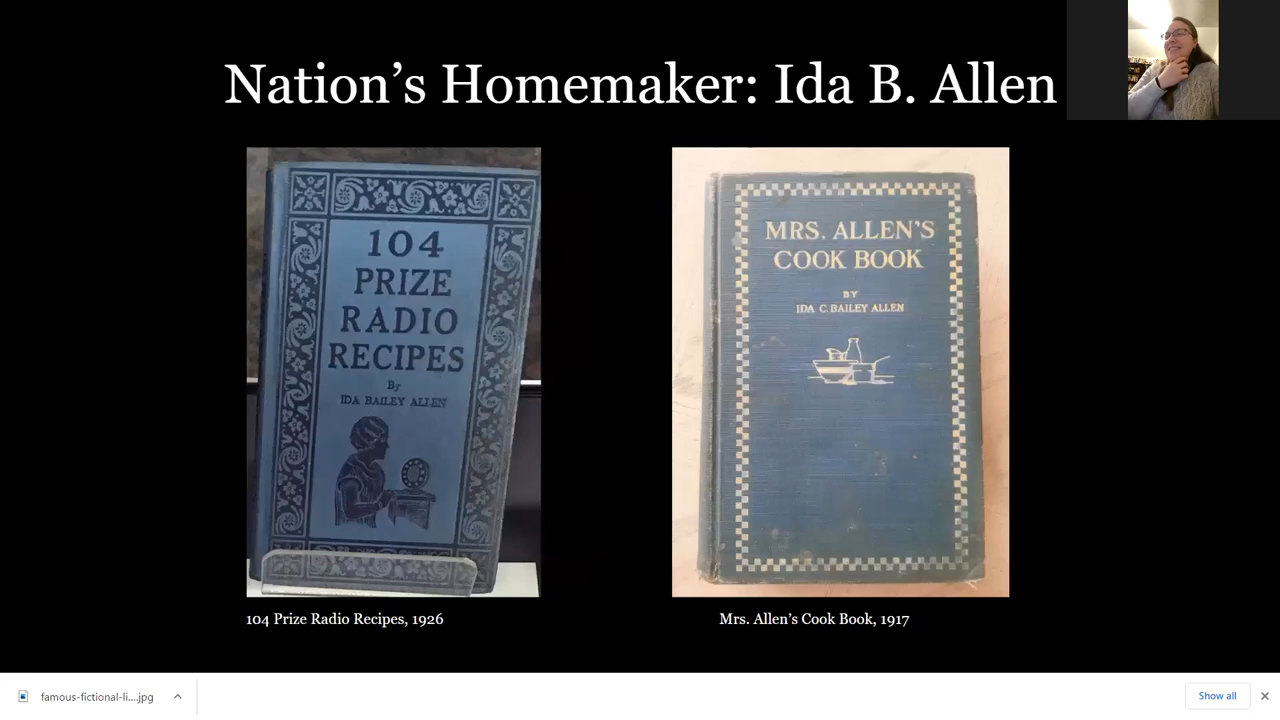 Nation’s Homemaker: Ida B. Allen
104
PRIZE
RADIO
RECIPES
By
IDA BAILEY ALLEN
MRS. ALLEN'S
COOK BOOK
BY
IDA C. BAILEY ALLEN
104 Prize Radio Recipes, 1926
Mrs. Allen’s Cook Book, 1917
famous-fictional-li....jpg
Show all